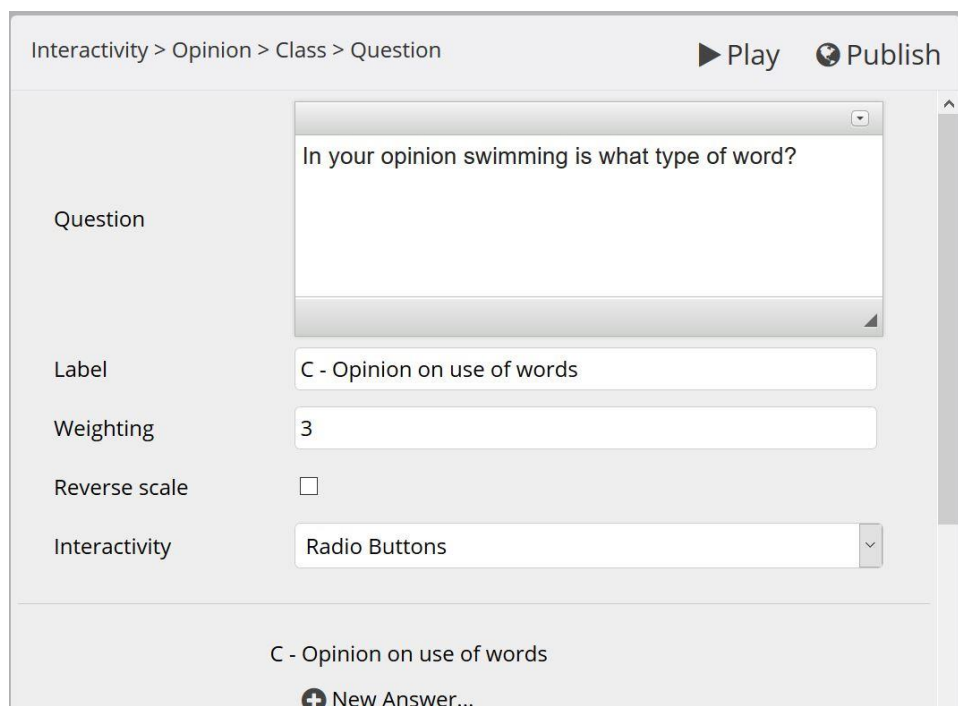 Interactivity > Opinion > Class > Question
Play
Publish
Question
In your opinion swimming is what type of word?
Label
C - Opinion on use of words
Weighting
3
Reverse scale
Interactivity
Radio Buttons
C - Opinion on use of words
New Answer...